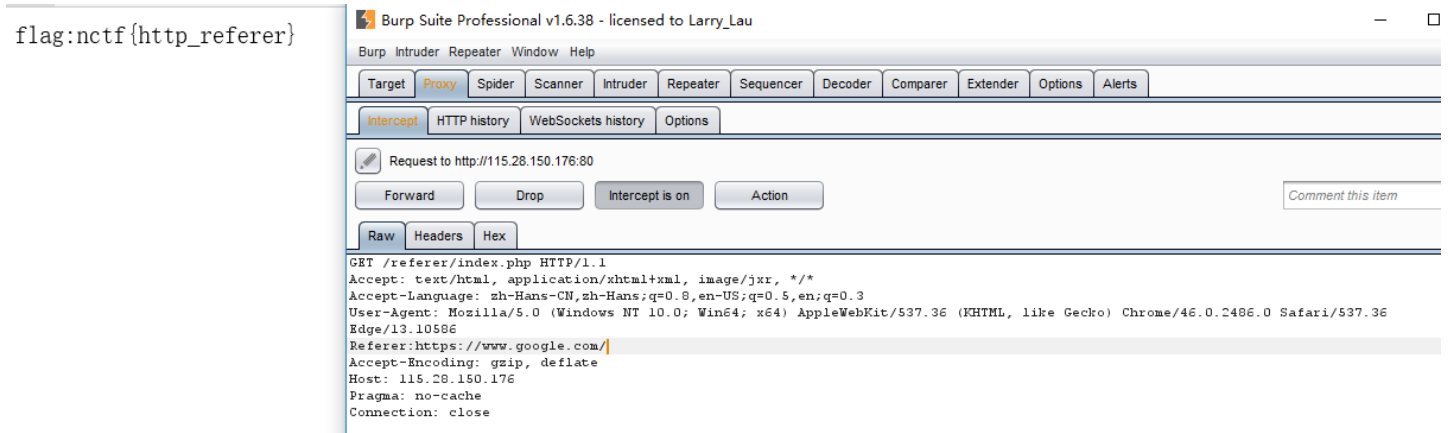 flag:nctf{http_referer}
Burp Suite Professional v1.6.38 - licensed to Larry_Lau
Burp Intruder Repeater Window Help
Target Proxy Spider Scanner Intruder Repeater Sequencer Decoder Comparer Extender Options Alerts
Intercept HTTP history WebSockets history Options
Request to http://115.28.150.176:80
Forward Drop Intercept is on Action Comment this item
Raw Headers Hex
GET /referer/index.php HTTP/1.1
Accept: text/html, application/xhtml+xml, image/jxr, */*
Accept-Language: zh-Hans-CN,zh-Hans;q=0.8,en-US;q=0.5,en;q=0.3
User-Agent: Mozilla/5.0 (Windows NT 10.0; Win64; x64) AppleWebKit/537.36 (KHTML, like Gecko) Chrome/46.0.2486.0 Safari/537.36
Edge/13.10586
Referer:https://www.google.com/
Accept-Encoding: gzip, deflate
Host: 115.28.150.176
Pragma: no-cache
Connection: close